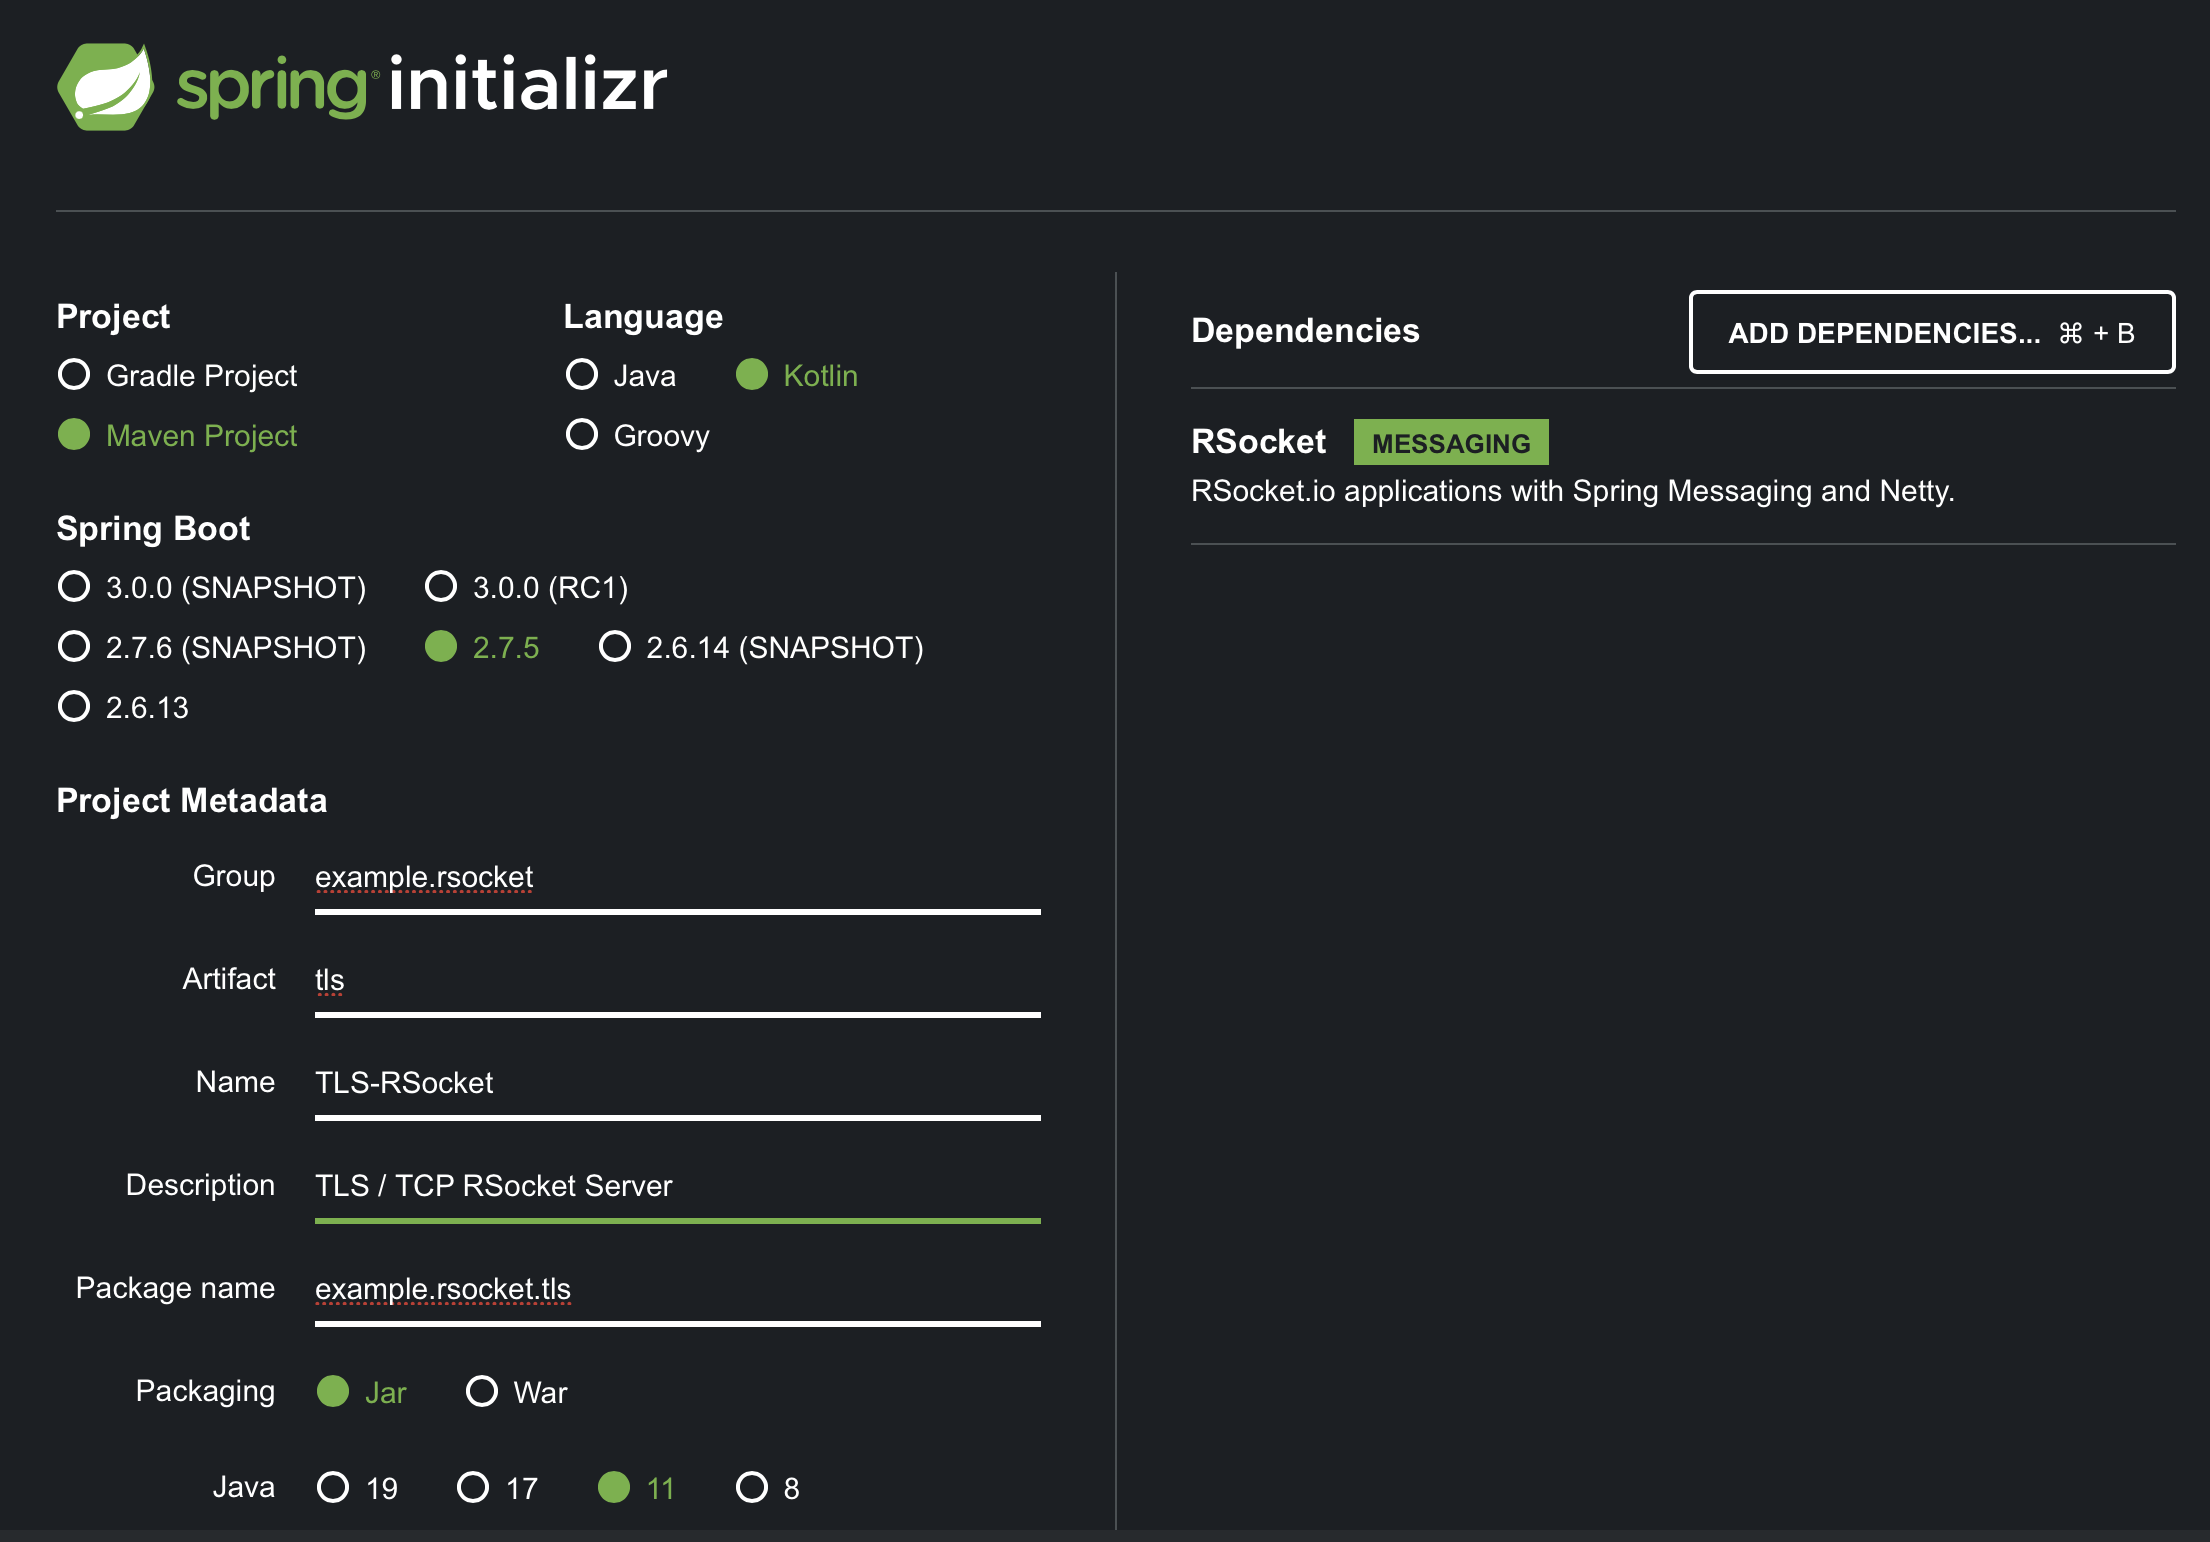 spring® initializr
Project
Gradle Project
Maven Project
Language
Java Kotlin
Groovy
Spring Boot
3.0.0 (SNAPSHOT) 3.0.0 (RC1)
2.7.6 (SNAPSHOT) 2.7.5 2.6.14 (SNAPSHOT)
2.6.13
Project Metadata
Group example.rsocket
Artifact tls
Name TLS-RSocket
Description TLS / TCP RSocket Server
Package name example.rsocket.tls
Packaging Jar War
Java 19 17 11 8
Dependencies ADD DEPENDENCIES... ⌘ + B
RSocket MESSAGING
RSocket.io applications with Spring Messaging and Netty.